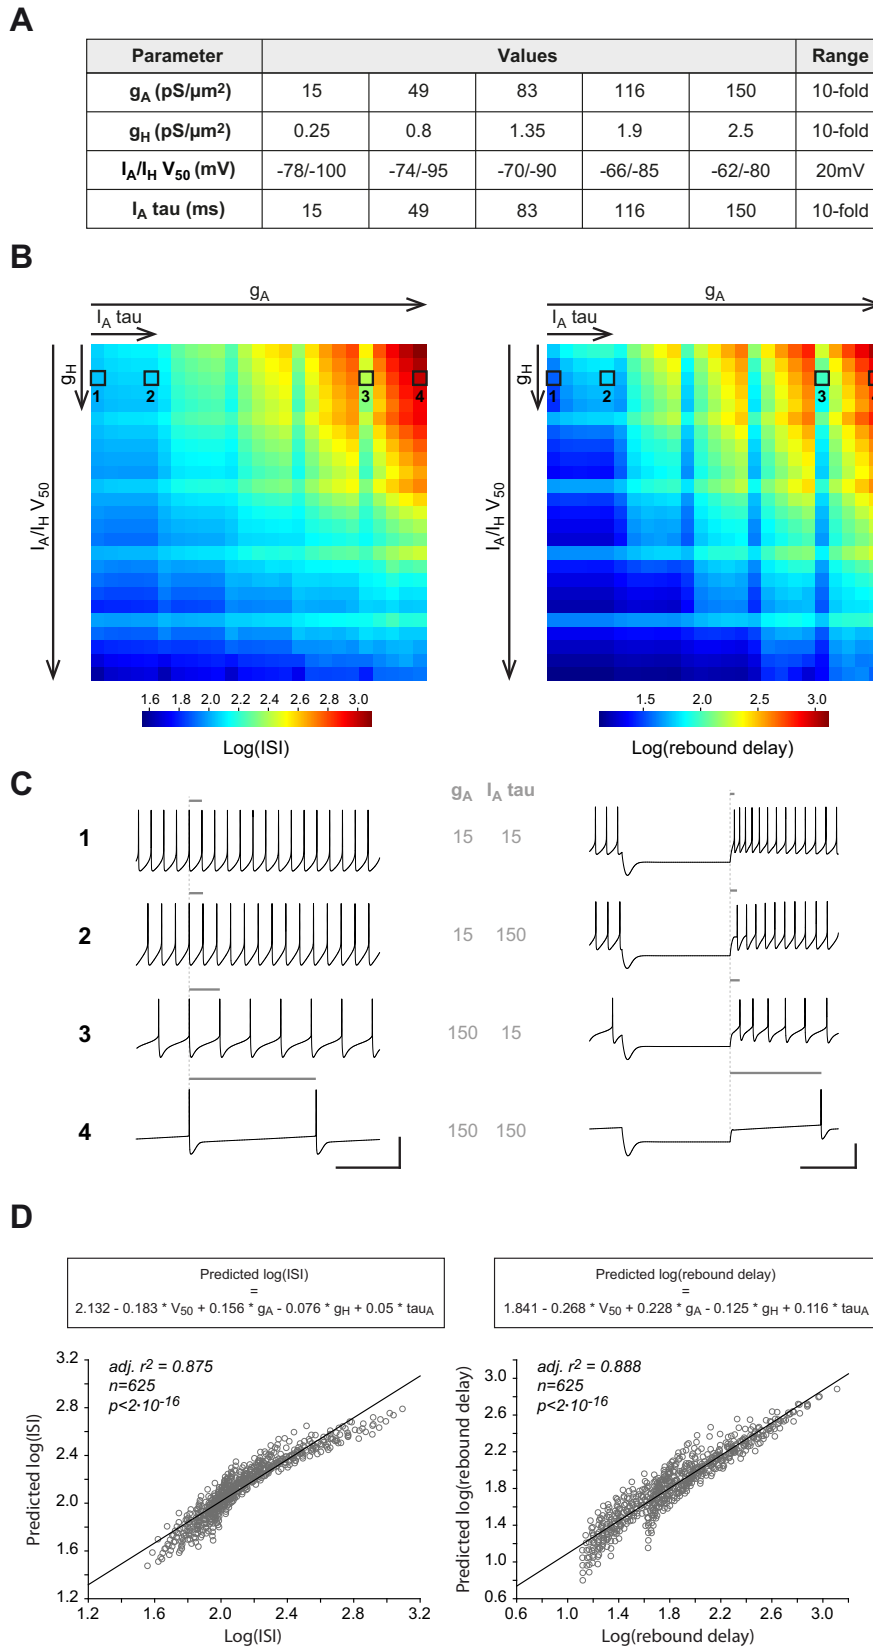 A
Parameter Values Range
gA (pS/µm2) 15 49 83 116 150 10-fold
gH (pS/µm2) 0.25 0.8 1.35 1.9 2.5 10-fold
IA/IH V50 (mV) -78/-100 -74/-95 -70/-90 -66/-85 -62/-80 20mV
IA tau (ms) 15 49 83 116 150 10-fold
B
gA
IA tau
gH
IA/IH V50
1 2 3 4
1.6 1.8 2.0 2.2 2.4 2.6 2.8 3.0
Log(ISI)
gA
IA tau
gH
IA/IH V50
1 2 3
1.5 2.0 2.5 3.0
Log(rebound delay)
C
gA IA tau
1 15 15
2 15 150
3 150 15
4 150 150
D
Predicted log(ISI)
=
2.132 - 0.183 * V50 + 0.156 * gA - 0.076 * gH + 0.05 * tauA
adj. r2 = 0.875
n=625
p<2·10-16
Predicted log(ISI)
3.2
2.8
2.4
2.0
1.6
1.2
1.2 1.6 2.0 2.4 2.8 3.2
Log(ISI)
Predicted log(rebound delay)
=
1.841 - 0.268 * V50 + 0.228 * gA - 0.125 * gH + 0.116 * tauA
adj. r2 = 0.888
n=625
p<2·10-16
Predicted log(rebound delay)
3.0
2.6
2.2
1.8
1.4
1.0
0.6
0.6 1.0 1.4 1.8 2.2 2.6 3.0
Log(rebound delay)